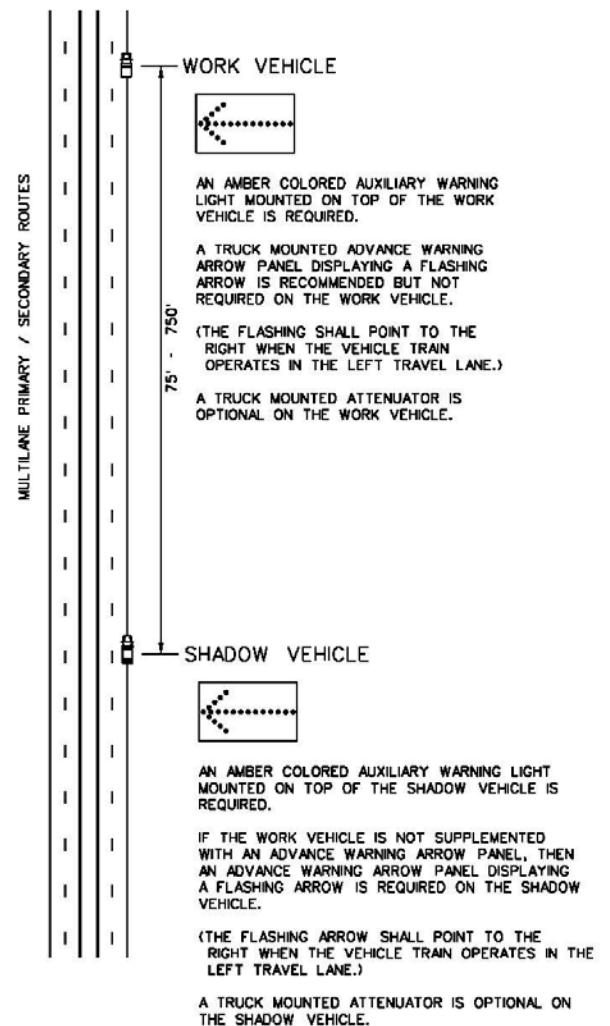 WORK VEHICLE
AN AMBER COLORED AUXILIARY WARNING
LIGHT MOUNTED ON TOP OF THE WORK
VEHICLE IS REQUIRED.
A TRUCK MOUNTED ADVANCE WARNING
ARROW PANEL DISPLAYING A FLASHING
ARROW IS RECOMMENDED BUT NOT
REQUIRED ON THE WORK VEHICLE.
(THE FLASHING SHALL POINT TO THE
RIGHT WHEN THE VEHICLE TRAIN
OPERATES IN THE LEFT TRAVEL LANE.)
A TRUCK MOUNTED ATTENUATOR IS
OPTIONAL ON THE WORK VEHICLE.
MULTILANE PRIMARY / SECONDARY ROUTES
75' - 750'
SHADOW VEHICLE
AN AMBER COLORED AUXILIARY WARNING LIGHT
MOUNTED ON TOP OF THE SHADOW VEHICLE IS
REQUIRED.
IF THE WORK VEHICLE IS NOT SUPPLEMENTED
WITH AN ADVANCE WARNING ARROW PANEL, THEN
AN ADVANCE WARNING ARROW PANEL DISPLAYING
A FLASHING ARROW IS REQUIRED ON THE SHADOW
VEHICLE.
(THE FLASHING ARROW SHALL POINT TO THE
RIGHT WHEN THE VEHICLE TRAIN OPERATES IN THE
LEFT TRAVEL LANE.)
A TRUCK MOUNTED ATTENUATOR IS OPTIONAL ON
THE SHADOW VEHICLE.